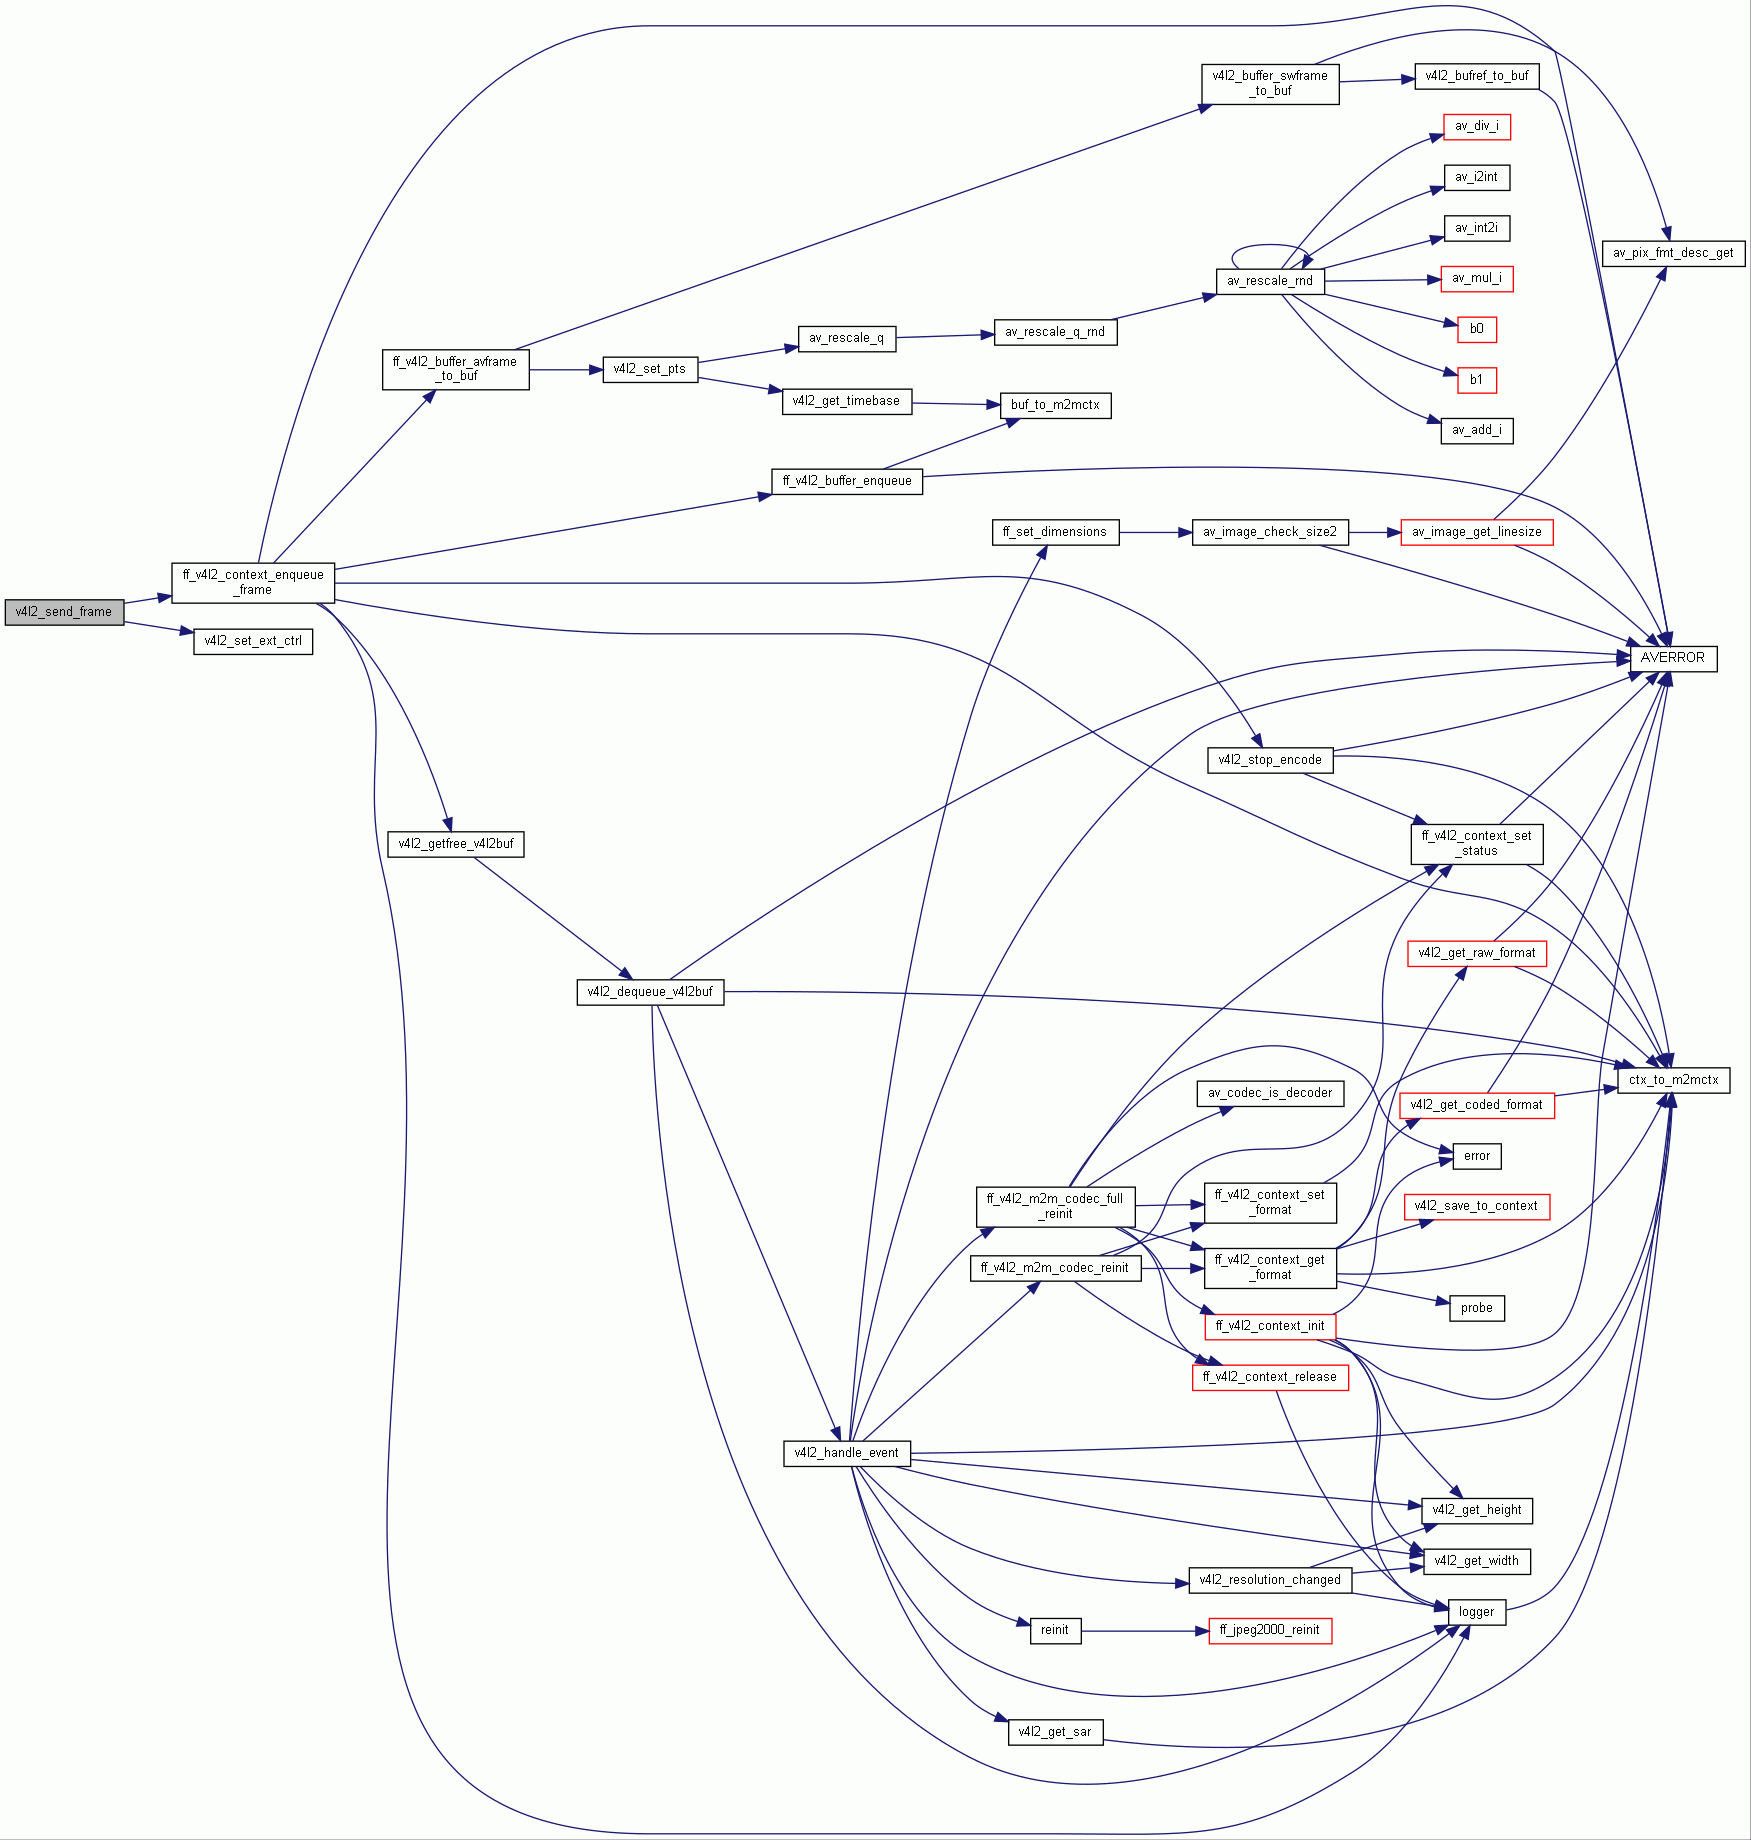 v4l2_buffer_swframe
_to_buf
v4l2_bufref_to_buf
av_div_i
av_i2int
av_int2i
av_pix_fmt_desc_get
av_rescale_rnd
av_mul_i
av_rescale_q_rnd
b0
av_rescale_q
ff_v4l2_buffer_avframe
_to_buf
v4l2_set_pts
b1
v4l2_get_timebase
buf_to_m2mctx
av_add_i
ff_v4l2_buffer_enqueue
ff_set_dimensions
av_image_check_size2
av_image_get_linesize
ff_v4l2_context_enqueue
_frame
v4l2_send_frame
v4l2_set_ext_ctrl
AVERROR
v4l2_stop_encode
v4l2_getfree_v4l2buf
ff_v4l2_context_set
_status
v4l2_get_raw_format
v4l2_dequeue_v4l2buf
ctx_to_m2mctx
av_codec_is_decoder
v4l2_get_coded_format
error
ff_v4l2_m2m_codec_full
_reinit
ff_v4l2_context_set
_format
v4l2_save_to_context
ff_v4l2_m2m_codec_reinit
ff_v4l2_context_get
_format
probe
ff_v4l2_context_init
ff_v4l2_context_release
v4l2_handle_event
v4l2_get_height
v4l2_get_width
v4l2_resolution_changed
logger
reinit
ff_jpeg2000_reinit
v4l2_get_sar